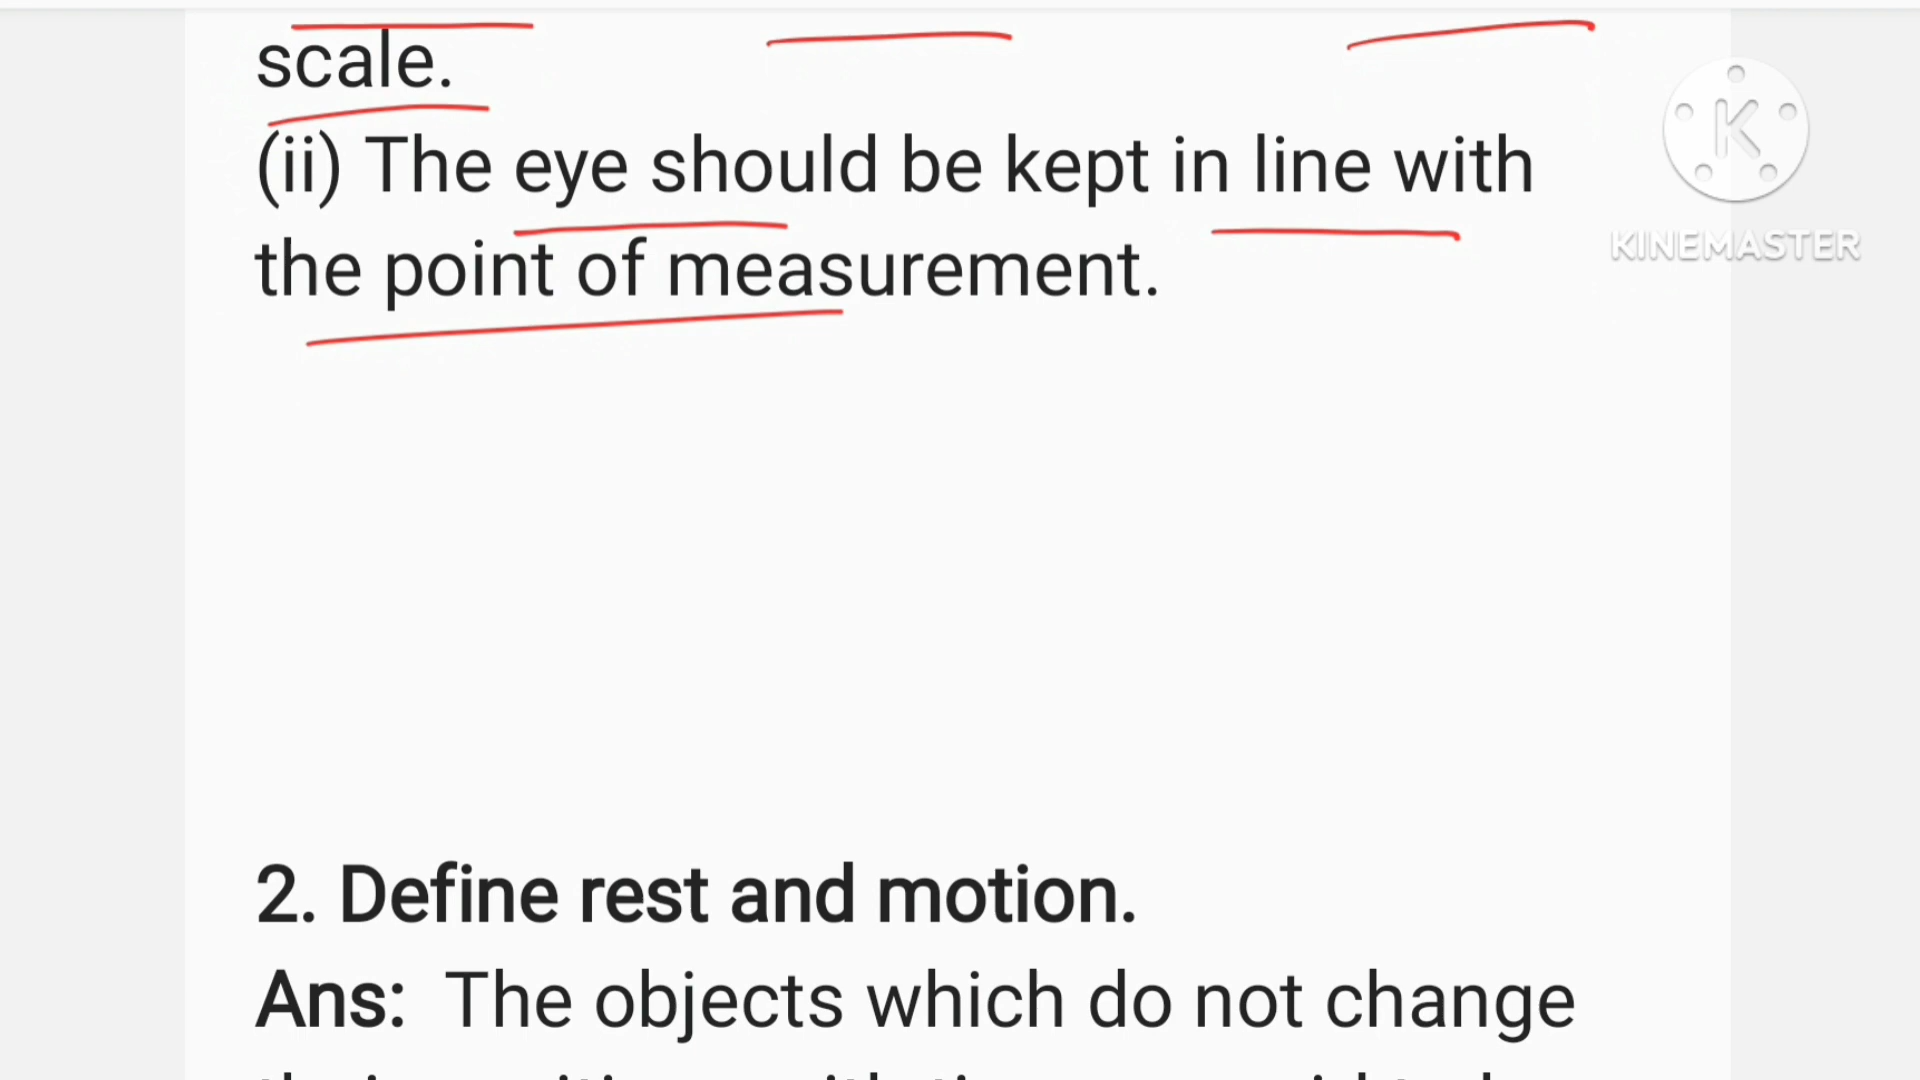 scale.
(ii) The eye should be kept in line with
the point of measurement.
K
KINEMASTER
2. Define rest and motion.
Ans: The objects which do not change